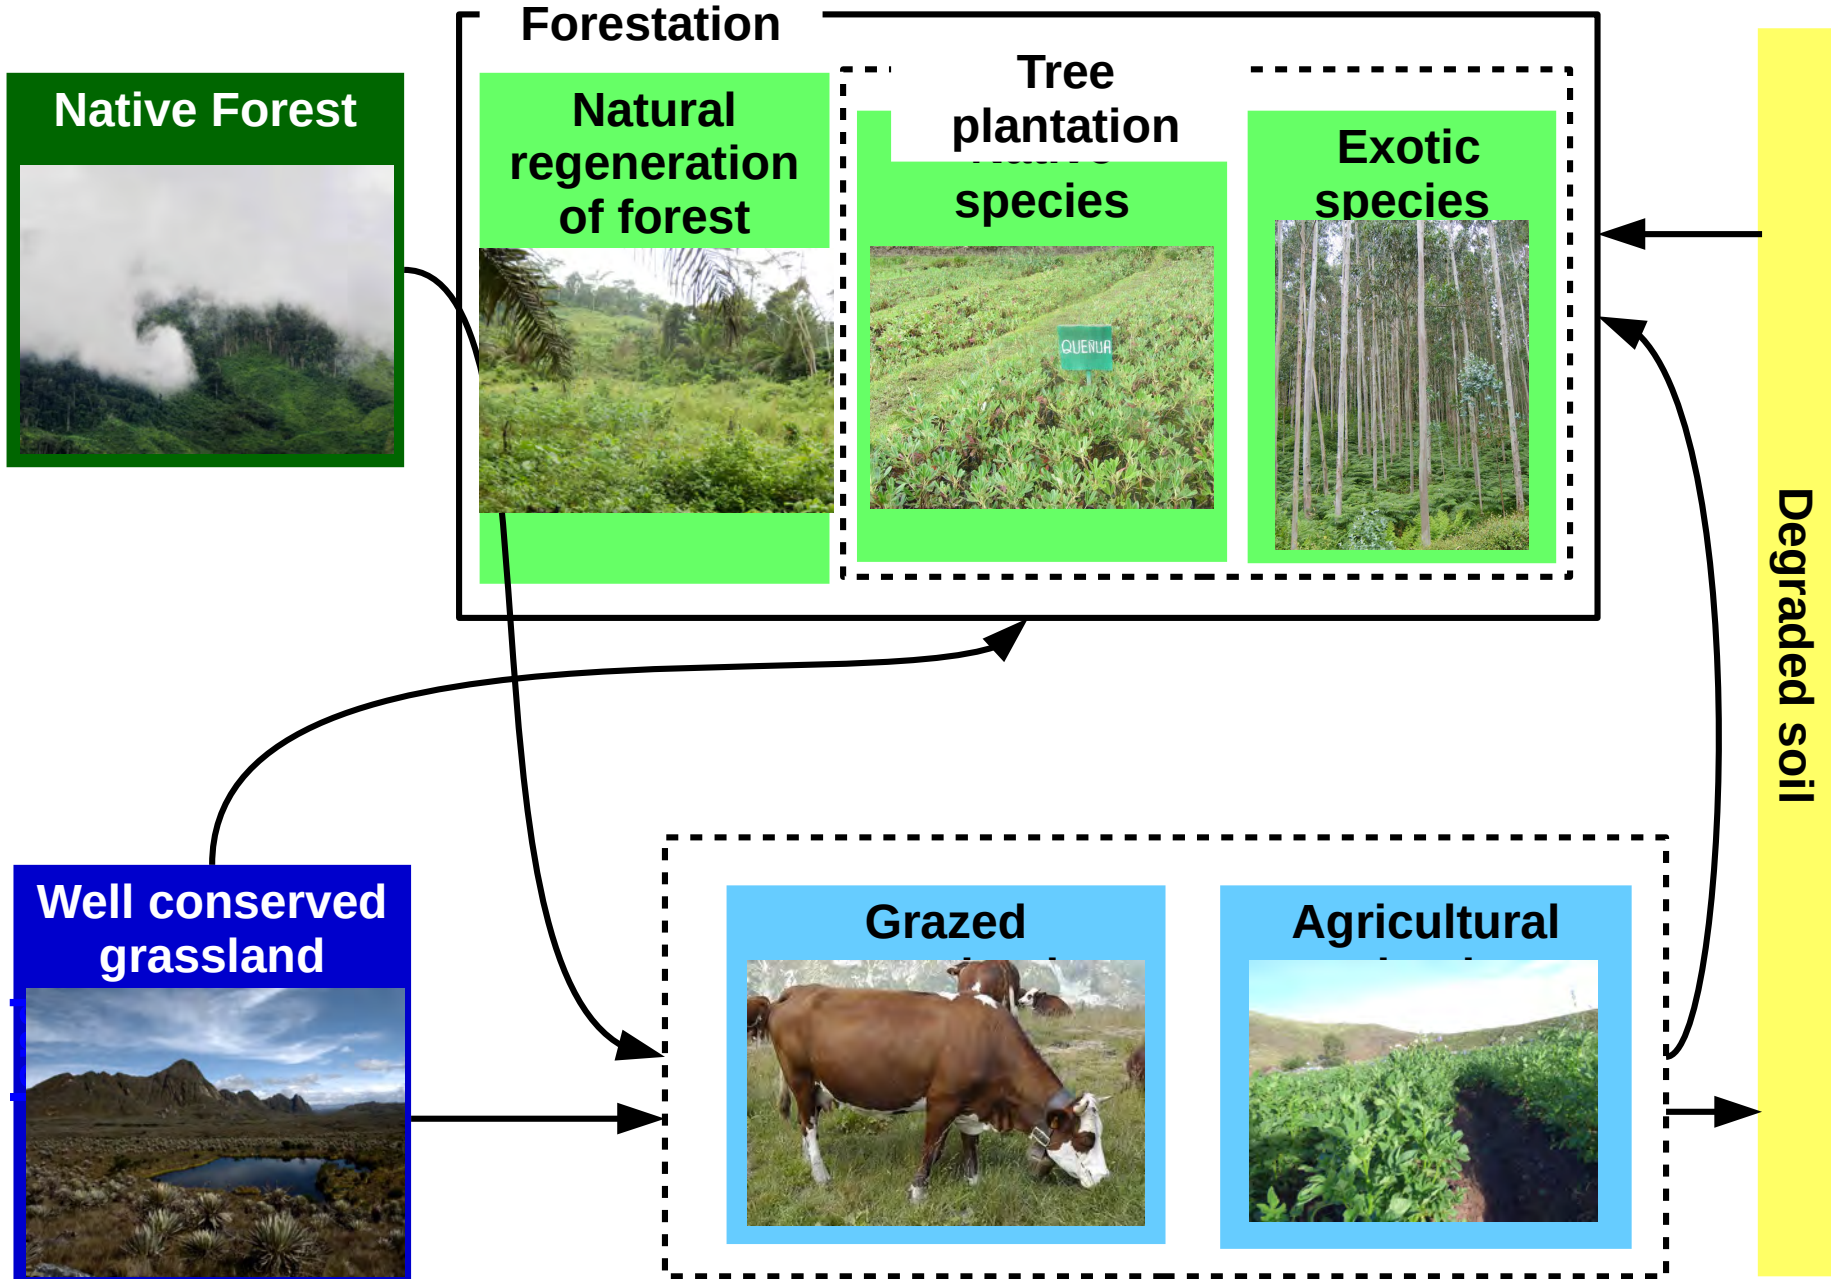 Forestation
Native Forest
Natural
regeneration
of forest
Tree
plantation
species
Exotic
species
QUEÑUA
Degraded soil
Well conserved
grassland
Grazed
Agricultural